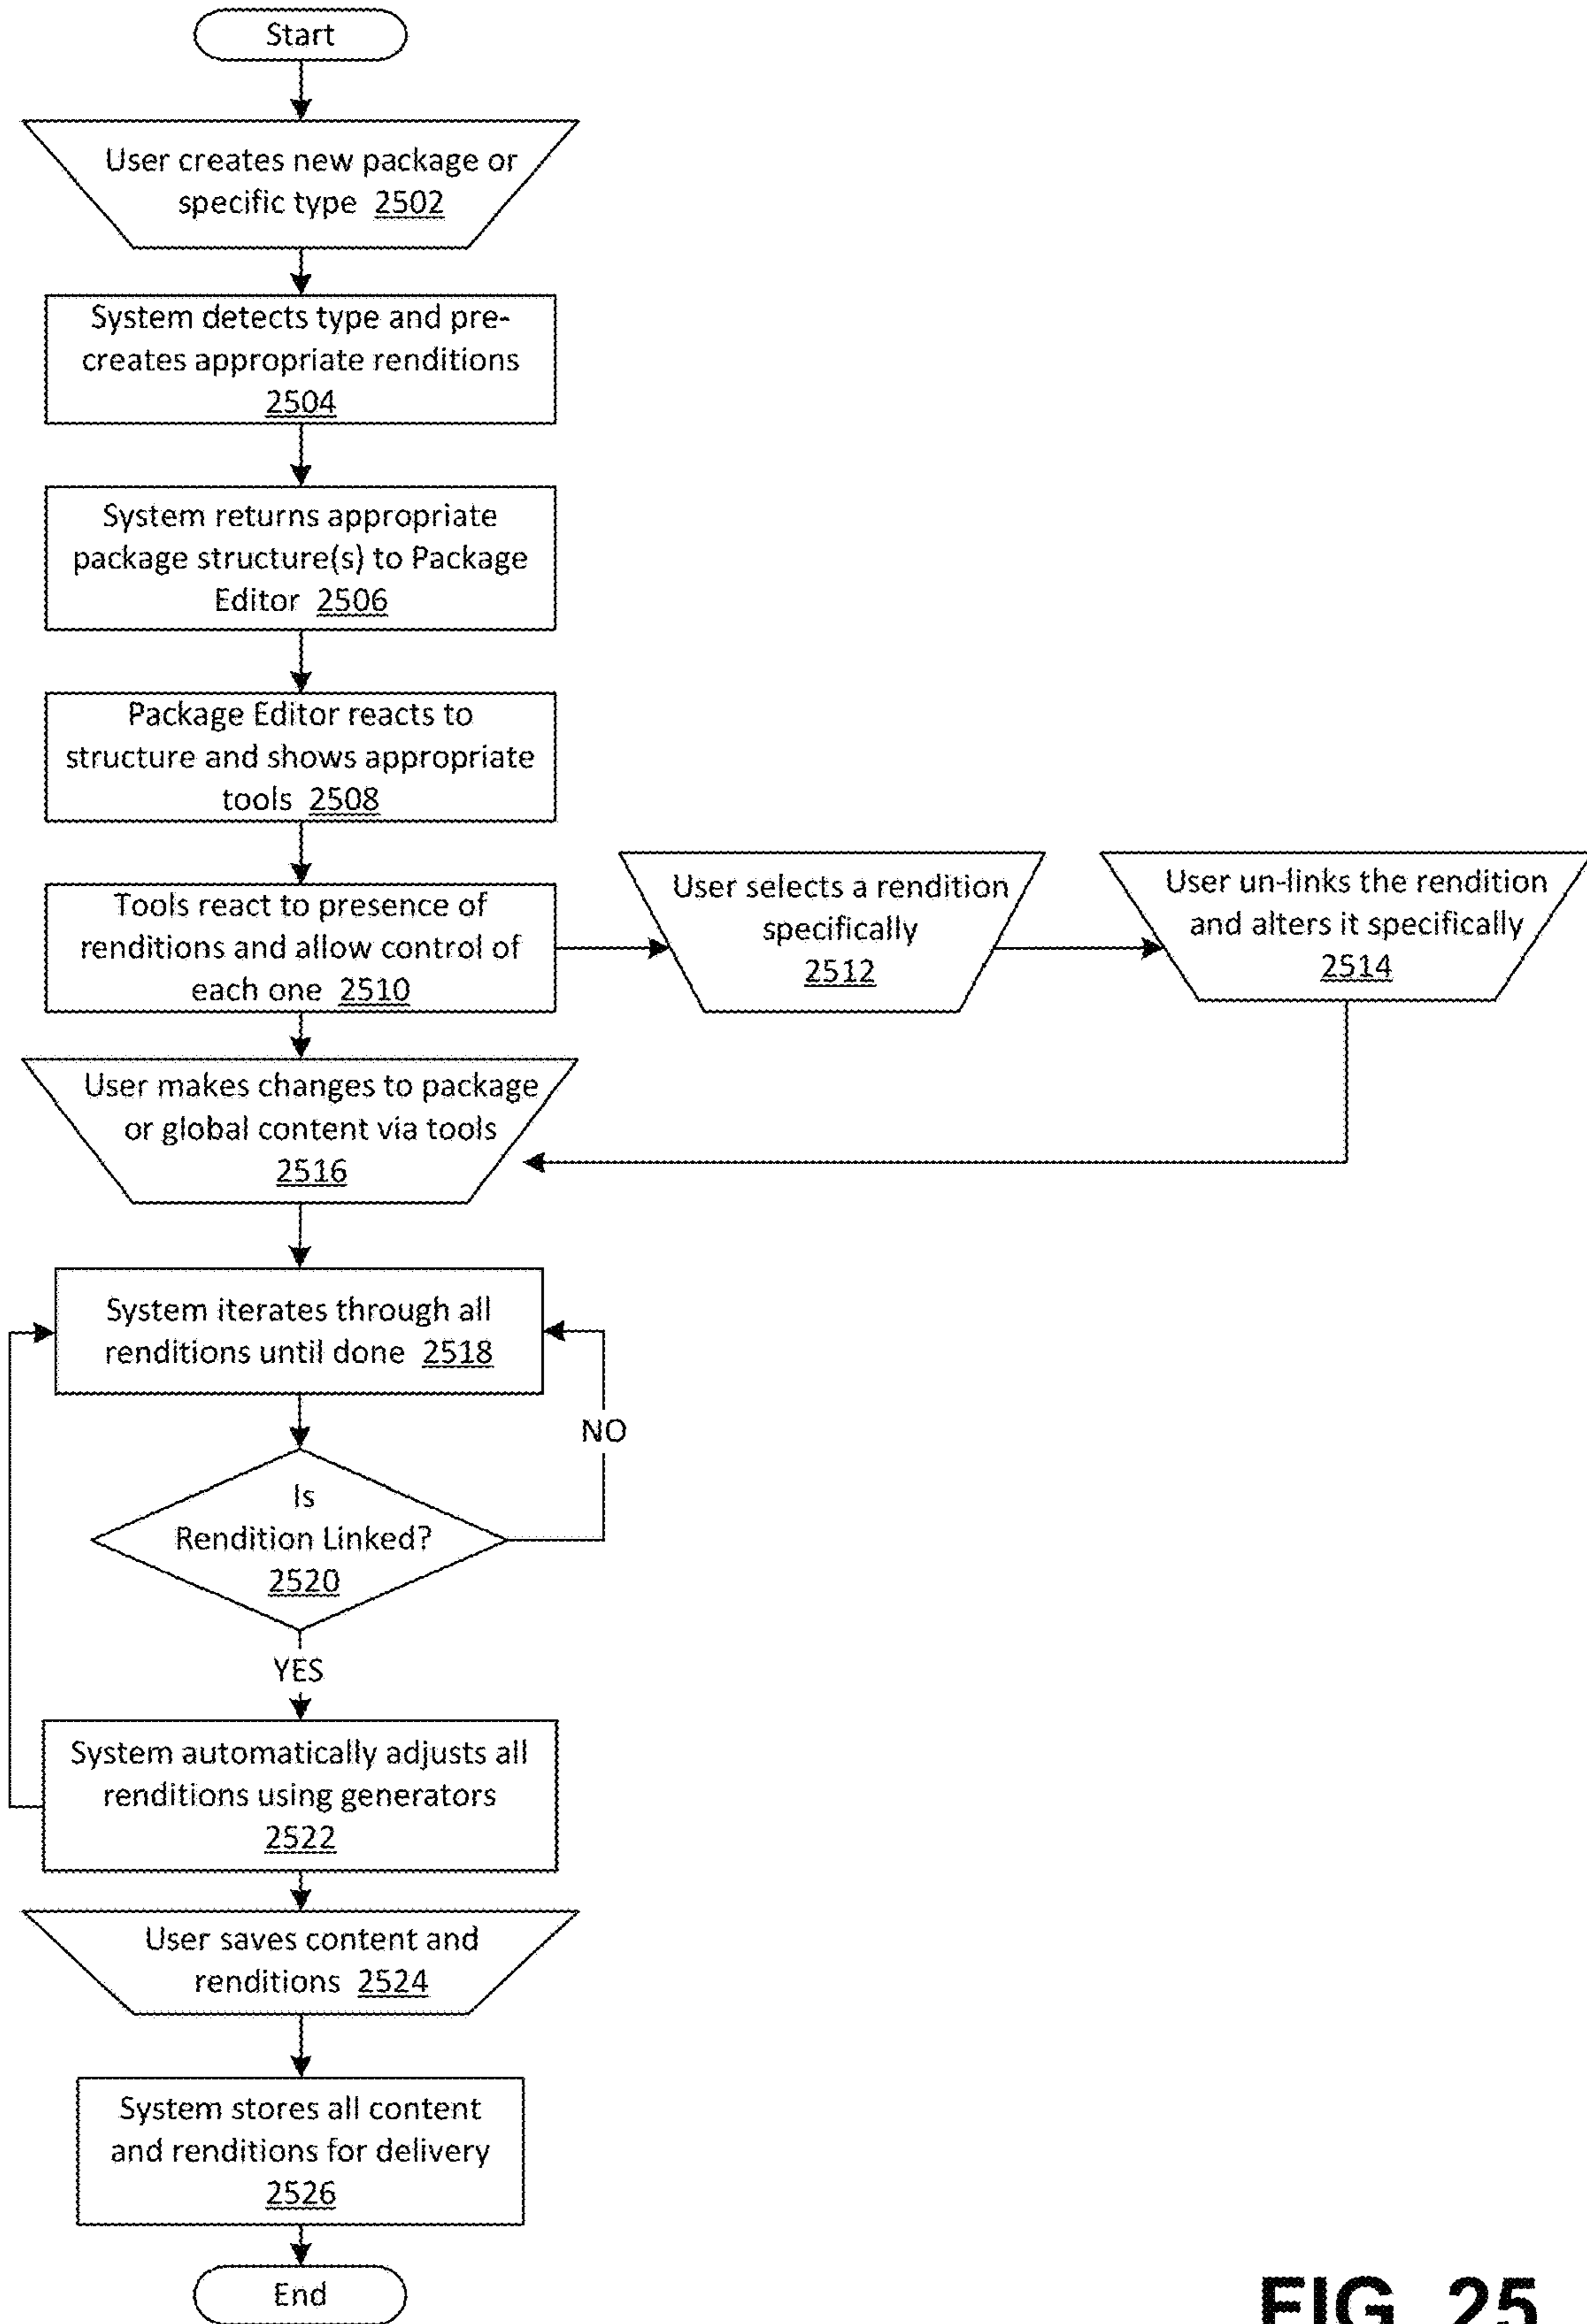 Start
User creates new package or
specific type 2502
System detects type and pre-
creates appropriate renditions
2504
System returns appropriate
package structure(s) to Package
Editor 2506
Package Editor reacts to
structure and shows appropriate
tools 2508
Tools react to presence of
renditions and allow control of
each one 2510
User selects a rendition
specifically
2512
User un-links the rendition
and alters it specifically
2514
User makes changes to package
or global content via tools
2516
System iterates through all
renditions until done 2518
NO
Is
Rendition Linked?
2520
YES
System automatically adjusts all
renditions using generators
2522
User saves content and
renditions 2524
System stores all content
and renditions for delivery
2526
End
FIG. 25